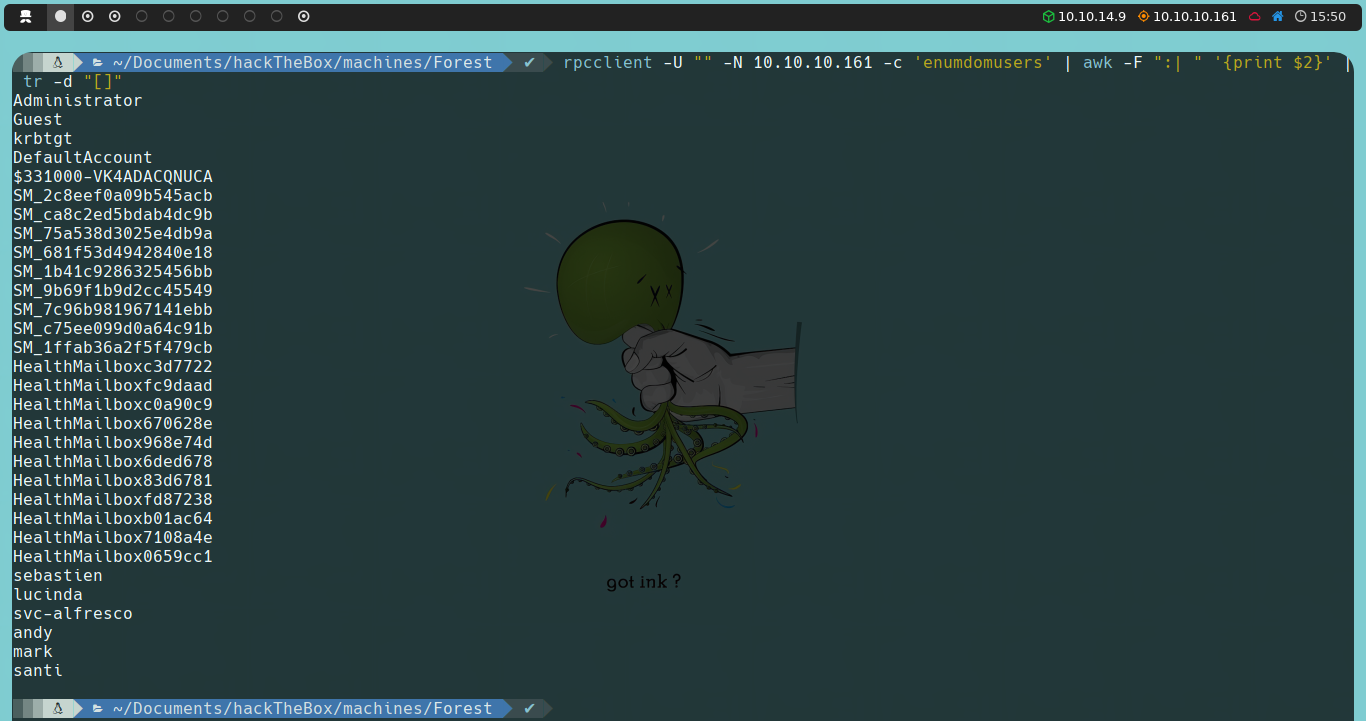 10.10.14.9 10.10.10.161 15:50
~/Documents/hackTheBox/machines/Forest ✔ rpcclient -U "" -N 10.10.10.161 -c 'enumdomusers' | awk -F ":| " '{print $2}' |
tr -d "[]"
Administrator
Guest
krbtgt
DefaultAccount
$331000-VK4ADACQNUCA
SM_2c8eef0a09b545acb
SM_ca8c2ed5bdab4dc9b
SM_75a538d3025e4db9a
SM_681f53d4942840e18
SM_1b41c9286325456bb
SM_9b69f1b9d2cc45549
SM_7c96b981967141ebb
SM_c75ee099d0a64c91b
SM_1ffab36a2f5f479cb
HealthMailboxc3d7722
HealthMailboxfc9daad
HealthMailboxc0a90c9
HealthMailbox670628e
HealthMailbox968e74d
HealthMailbox6ded678
HealthMailbox83d6781
HealthMailboxfd87238
HealthMailboxb01ac64
HealthMailbox7108a4e
HealthMailbox0659cc1
sebastien
got ink ?
lucinda
svc-alfresco
andy
mark
santi
~/Documents/hackTheBox/machines/Forest ✔